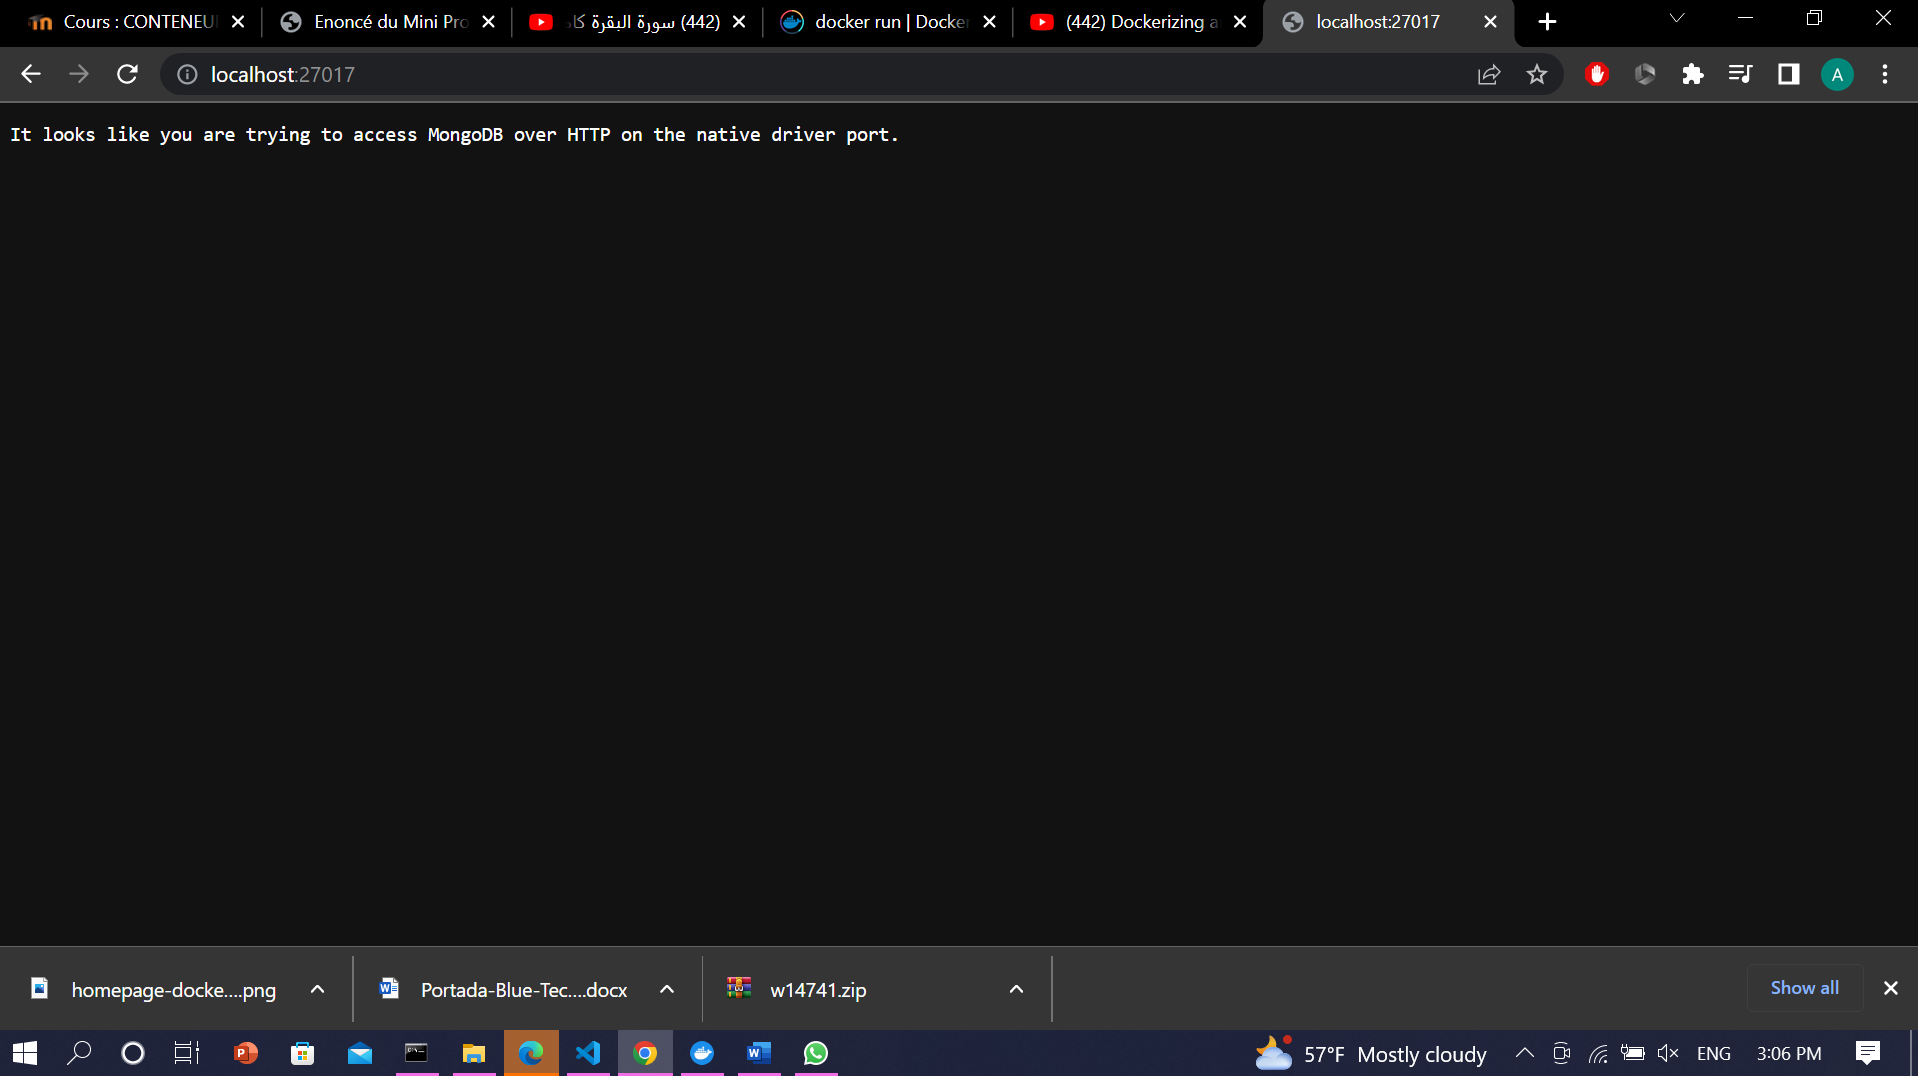 Cours : CONTENEU
Enoncé du Mini Pro
(442) سورة البقرة كا
docker run | Docke
(442) Dockerizing a
localhost:27017
localhost:27017
A
It looks like you are trying to access MongoDB over HTTP on the native driver port.
homepage-docke....png
Portada-Blue-Tec....docx
w14741.zip
Show all
57°F Mostly cloudy
ENG
3:06 PM